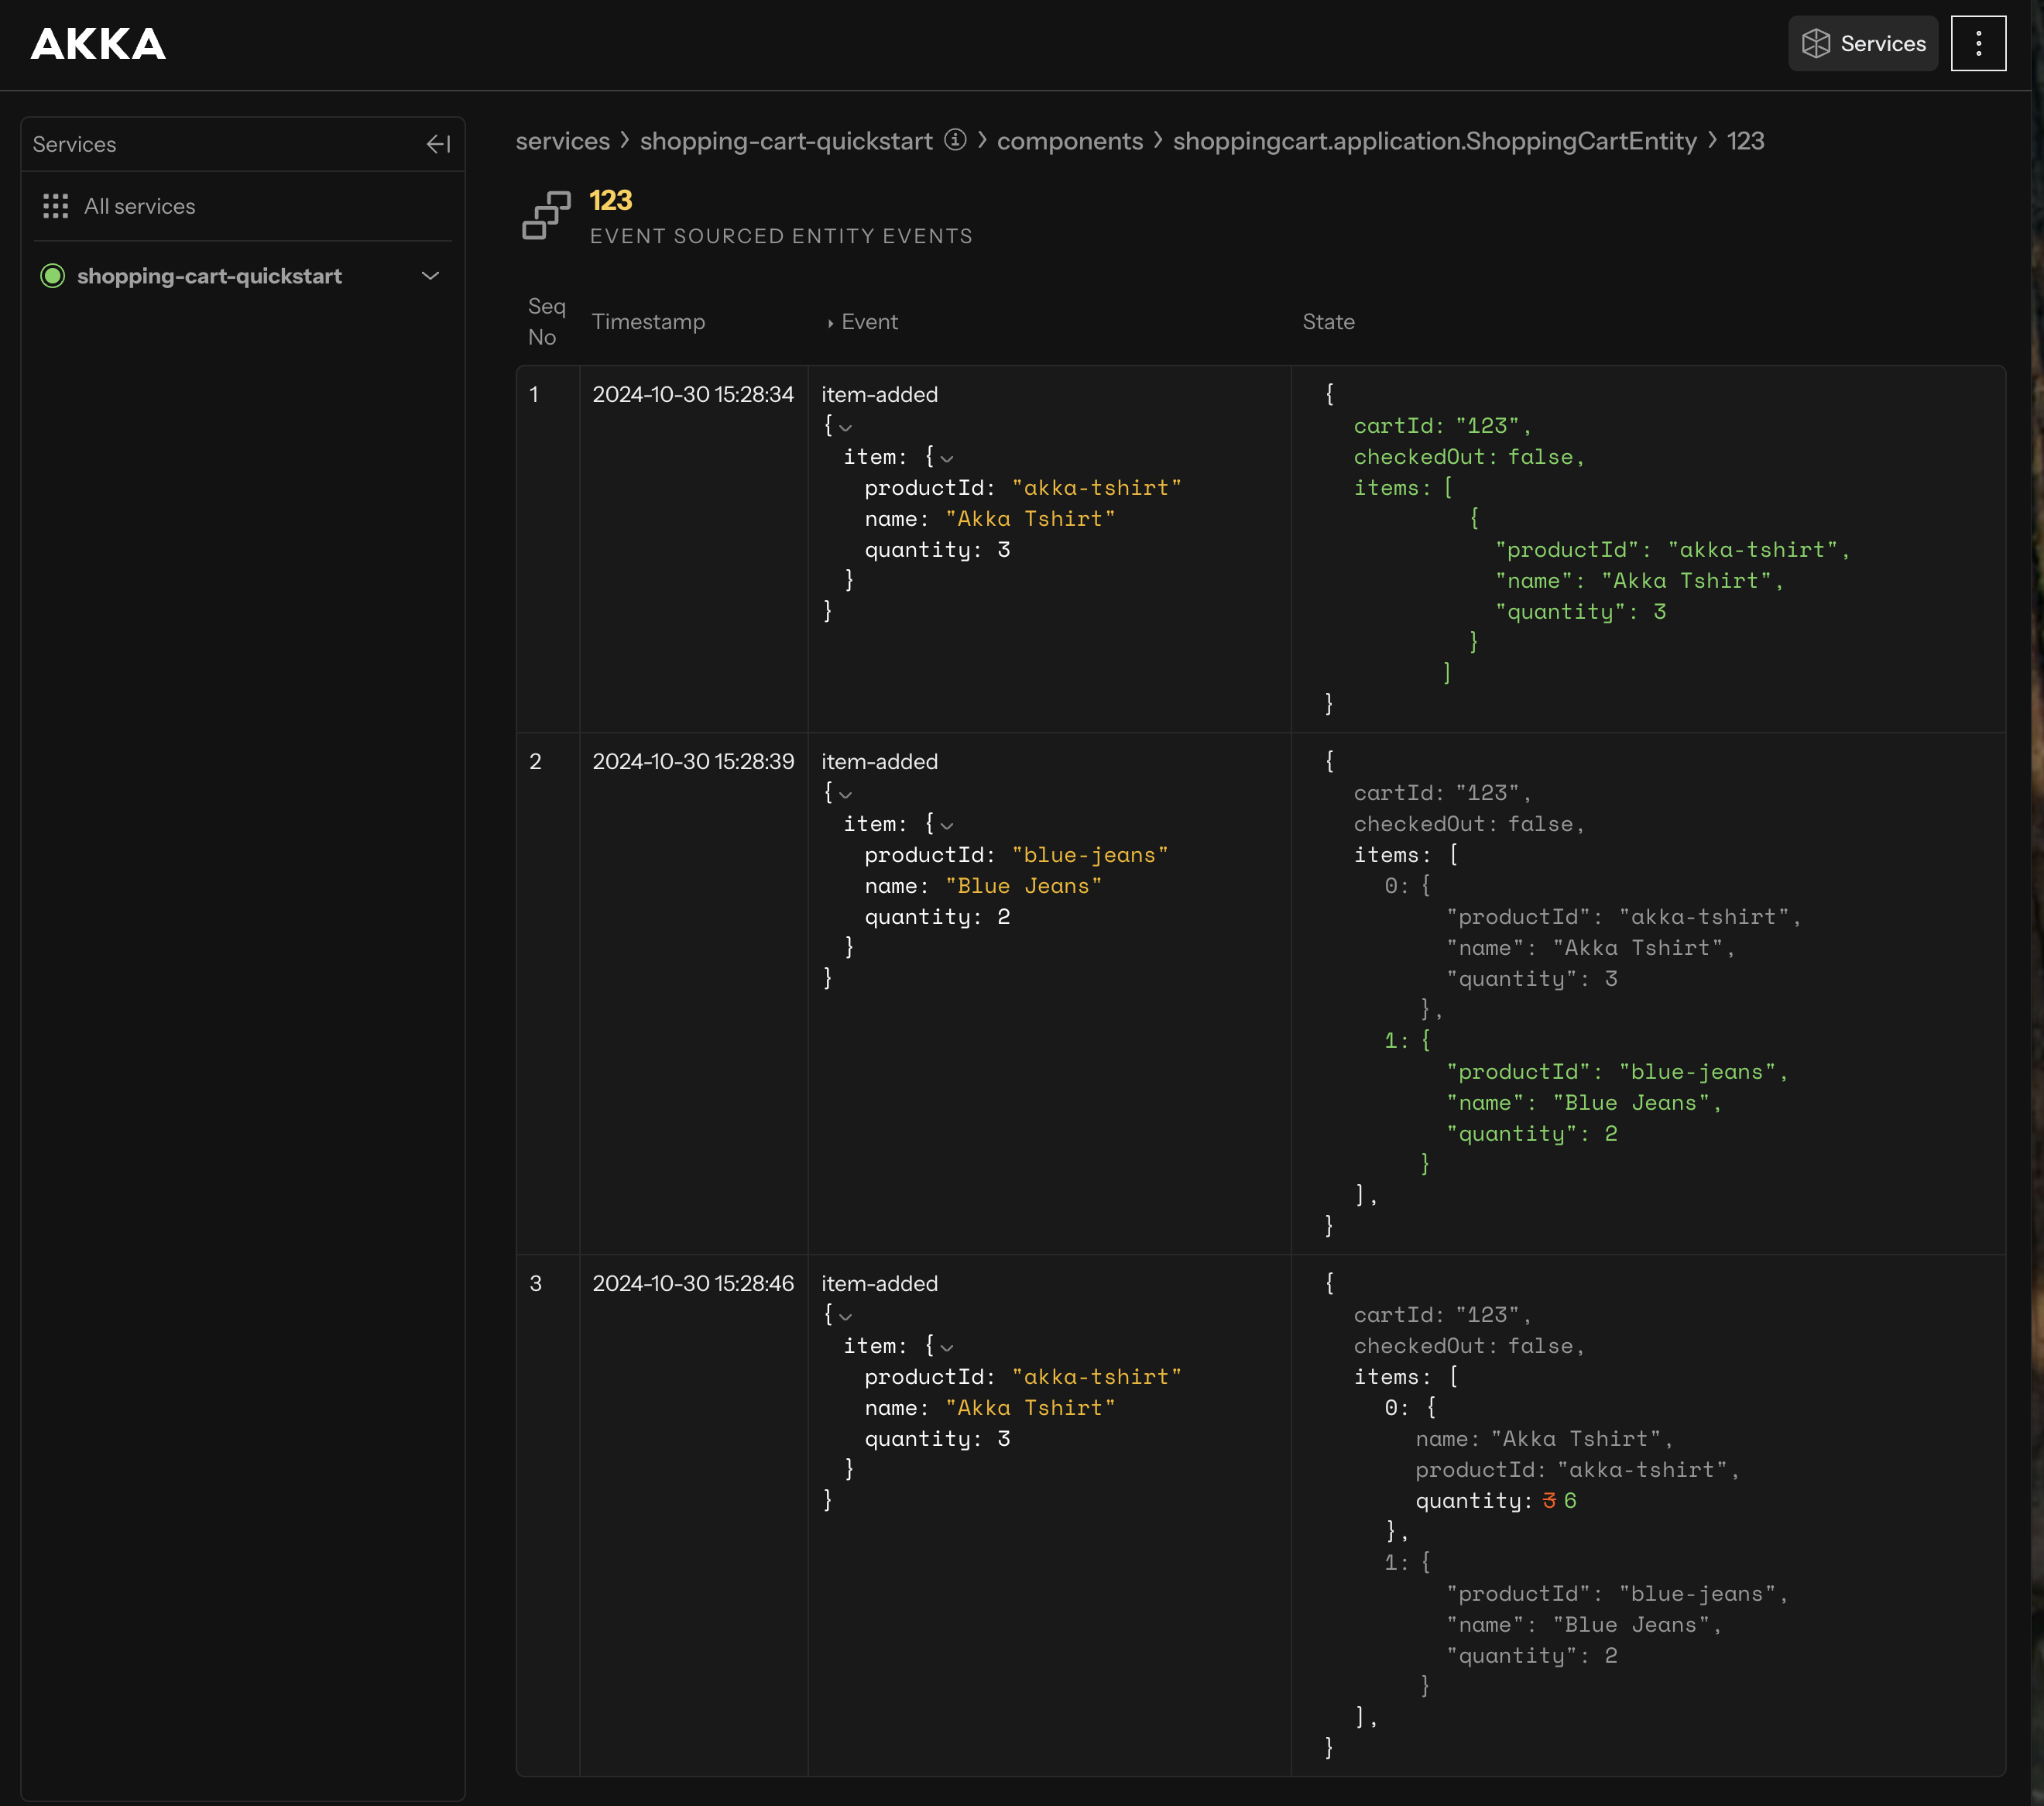 AKKA
Services
Services
All services
shopping-cart-quickstart
services > shopping-cart-quickstart > components > shoppingcart.application.ShoppingCartEntity > 123
123
EVENT SOURCED ENTITY EVENTS
Seq No
Timestamp
Event
State
1
2024-10-30 15:28:34
item-added
{
item: {
productId: "akka-tshirt"
name: "Akka Tshirt"
quantity: 3
}
}
{
cartId: "123",
checkedOut: false,
items: [
{
"productId": "akka-tshirt",
"name": "Akka Tshirt",
"quantity": 3
}
]
}
2
2024-10-30 15:28:39
item-added
{
item: {
productId: "blue-jeans"
name: "Blue Jeans"
quantity: 2
}
}
{
cartId: "123",
checkedOut: false,
items: [
0: {
"productId": "akka-tshirt",
"name": "Akka Tshirt",
"quantity": 3
},
1: {
"productId": "blue-jeans",
"name": "Blue Jeans",
"quantity": 2
}
],
}
3
2024-10-30 15:28:46
item-added
{
item: {
productId: "akka-tshirt"
name: "Akka Tshirt"
quantity: 3
}
}
{
cartId: "123",
checkedOut: false,
items: [
0: {
name: "Akka Tshirt",
productId: "akka-tshirt",
quantity: 3 6
},
1: {
"productId": "blue-jeans",
"name": "Blue Jeans",
"quantity": 2
}
],
}